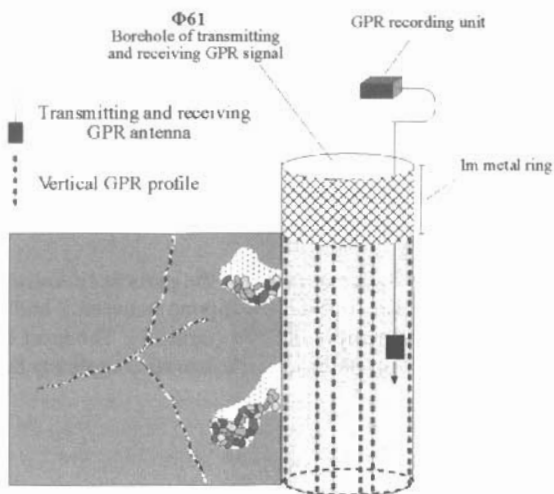 Φ61
Borehole of transmitting
and receiving GPR signal
GPR recording unit
Transmitting and receiving
GPR antenna
Vertical GPR profile
1m metal ring